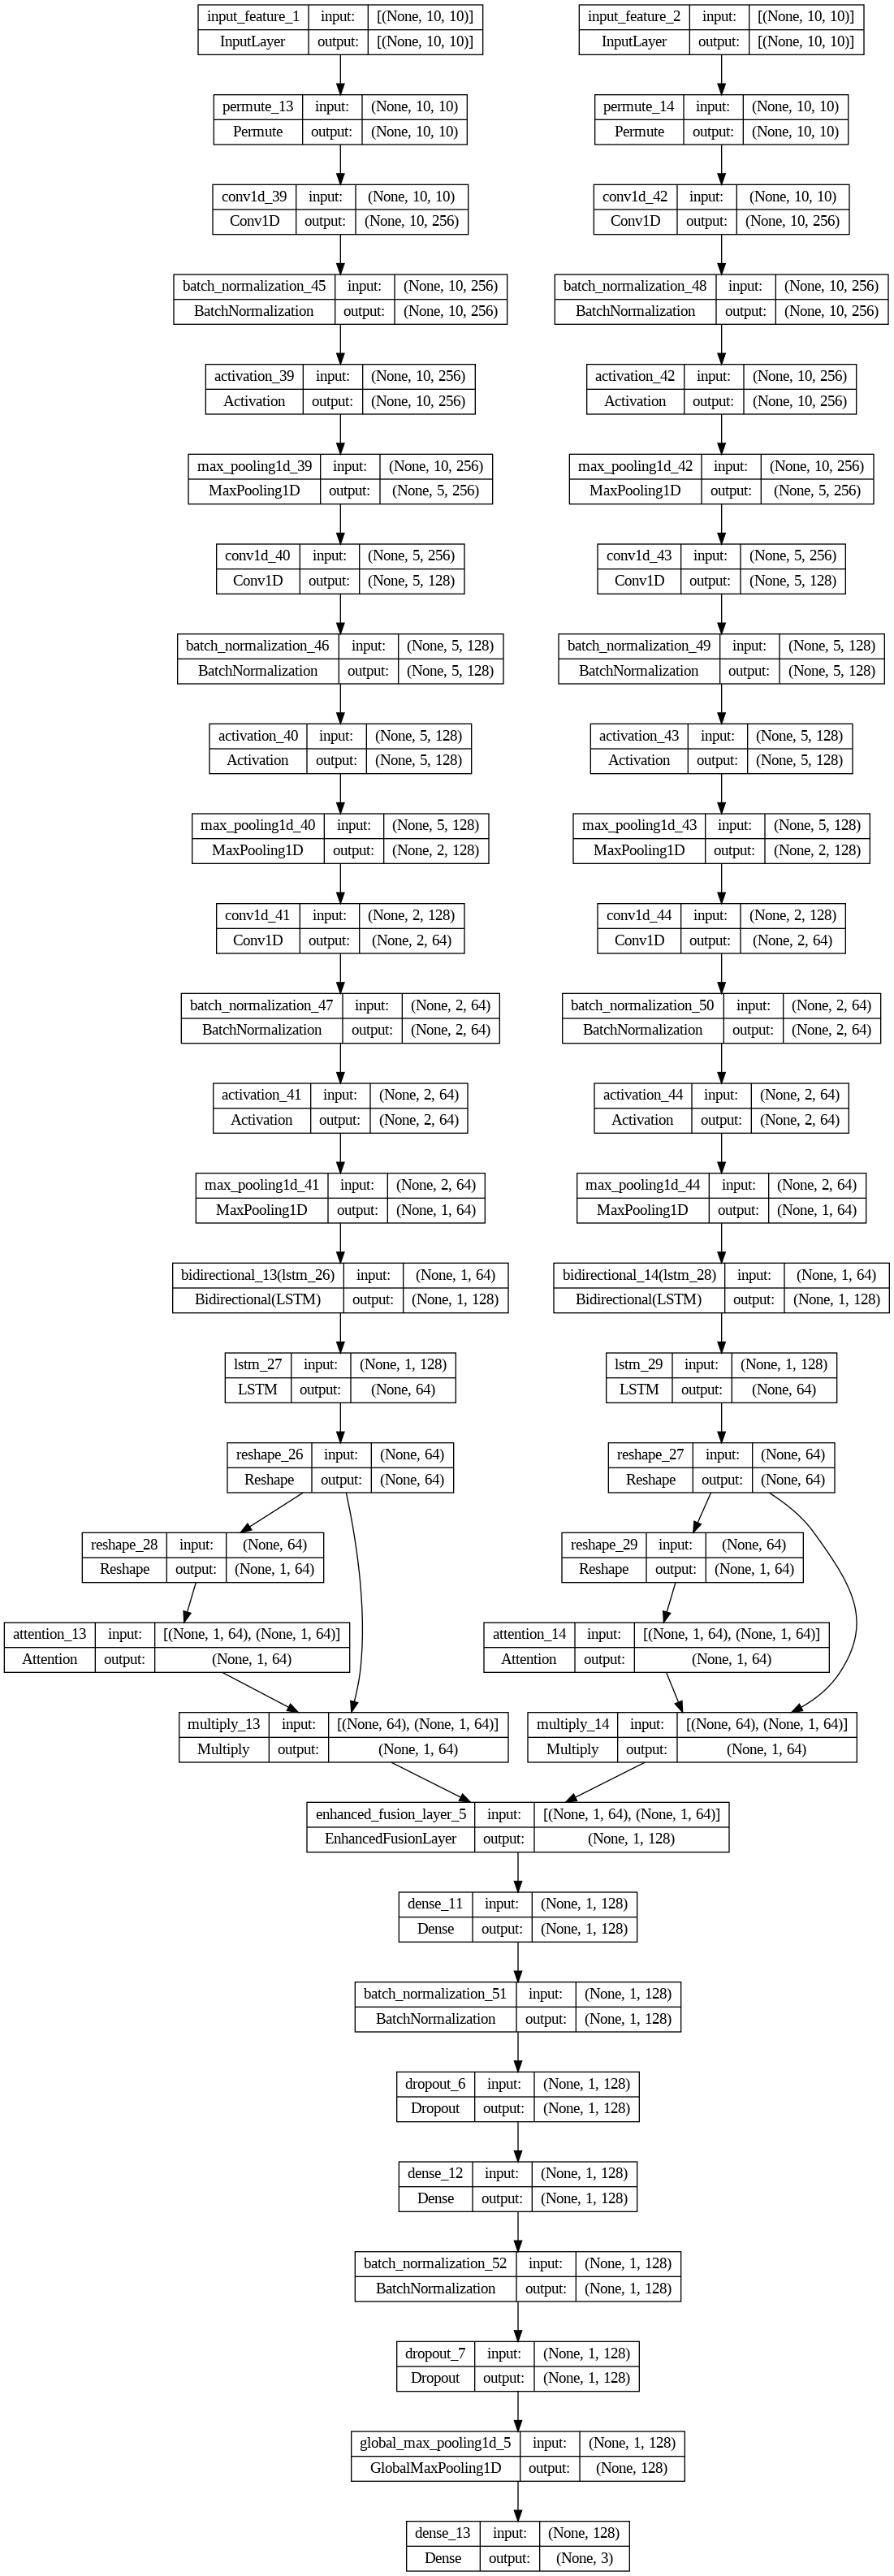 input_feature_1 input: [(None, 10, 10)]
InputLayer output: [(None, 10, 10)]
input_feature_2 input: [(None, 10, 10)]
InputLayer output: [(None, 10, 10)]
permute_13 input: (None, 10, 10)
Permute output: (None, 10, 10)
permute_14 input: (None, 10, 10)
Permute output: (None, 10, 10)
conv1d_39 input: (None, 10, 10)
Conv1D output: (None, 10, 256)
conv1d_42 input: (None, 10, 10)
Conv1D output: (None, 10, 256)
batch_normalization_45 input: (None, 10, 256)
BatchNormalization output: (None, 10, 256)
batch_normalization_48 input: (None, 10, 256)
BatchNormalization output: (None, 10, 256)
activation_39 input: (None, 10, 256)
Activation output: (None, 10, 256)
activation_42 input: (None, 10, 256)
Activation output: (None, 10, 256)
max_pooling1d_39 input: (None, 10, 256)
MaxPooling1D output: (None, 5, 256)
max_pooling1d_42 input: (None, 10, 256)
MaxPooling1D output: (None, 5, 256)
conv1d_40 input: (None, 5, 256)
Conv1D output: (None, 5, 128)
conv1d_43 input: (None, 5, 256)
Conv1D output: (None, 5, 128)
batch_normalization_46 input: (None, 5, 128)
BatchNormalization output: (None, 5, 128)
batch_normalization_49 input: (None, 5, 128)
BatchNormalization output: (None, 5, 128)
activation_40 input: (None, 5, 128)
Activation output: (None, 5, 128)
activation_43 input: (None, 5, 128)
Activation output: (None, 5, 128)
max_pooling1d_40 input: (None, 5, 128)
MaxPooling1D output: (None, 2, 128)
max_pooling1d_43 input: (None, 5, 128)
MaxPooling1D output: (None, 2, 128)
conv1d_41 input: (None, 2, 128)
Conv1D output: (None, 2, 64)
conv1d_44 input: (None, 2, 128)
Conv1D output: (None, 2, 64)
batch_normalization_47 input: (None, 2, 64)
BatchNormalization output: (None, 2, 64)
batch_normalization_50 input: (None, 2, 64)
BatchNormalization output: (None, 2, 64)
activation_41 input: (None, 2, 64)
Activation output: (None, 2, 64)
activation_44 input: (None, 2, 64)
Activation output: (None, 2, 64)
max_pooling1d_41 input: (None, 2, 64)
MaxPooling1D output: (None, 1, 64)
max_pooling1d_44 input: (None, 2, 64)
MaxPooling1D output: (None, 1, 64)
bidirectional_13(lstm_26) input: (None, 1, 64)
Bidirectional(LSTM) output: (None, 1, 128)
bidirectional_14(lstm_28) input: (None, 1, 64)
Bidirectional(LSTM) output: (None, 1, 128)
lstm_27 input: (None, 1, 128)
LSTM output: (None, 64)
lstm_29 input: (None, 1, 128)
LSTM output: (None, 64)
reshape_26 input: (None, 64)
Reshape output: (None, 64)
reshape_27 input: (None, 64)
Reshape output: (None, 64)
reshape_28 input: (None, 64)
Reshape output: (None, 1, 64)
reshape_29 input: (None, 64)
Reshape output: (None, 1, 64)
attention_13 input: [(None, 1, 64), (None, 1, 64)]
Attention output: (None, 1, 64)
attention_14 input: [(None, 1, 64), (None, 1, 64)]
Attention output: (None, 1, 64)
multiply_13 input: [(None, 64), (None, 1, 64)]
Multiply output: (None, 1, 64)
multiply_14 input: [(None, 64), (None, 1, 64)]
Multiply output: (None, 1, 64)
enhanced_fusion_layer_5 input: [(None, 1, 64), (None, 1, 64)]
EnhancedFusionLayer output: (None, 1, 128)
dense_11 input: (None, 1, 128)
Dense output: (None, 1, 128)
batch_normalization_51 input: (None, 1, 128)
BatchNormalization output: (None, 1, 128)
dropout_6 input: (None, 1, 128)
Dropout output: (None, 1, 128)
dense_12 input: (None, 1, 128)
Dense output: (None, 1, 128)
batch_normalization_52 input: (None, 1, 128)
BatchNormalization output: (None, 1, 128)
dropout_7 input: (None, 1, 128)
Dropout output: (None, 1, 128)
global_max_pooling1d_5 input: (None, 1, 128)
GlobalMaxPooling1D output: (None, 128)
dense_13 input: (None, 128)
Dense output: (None, 3)